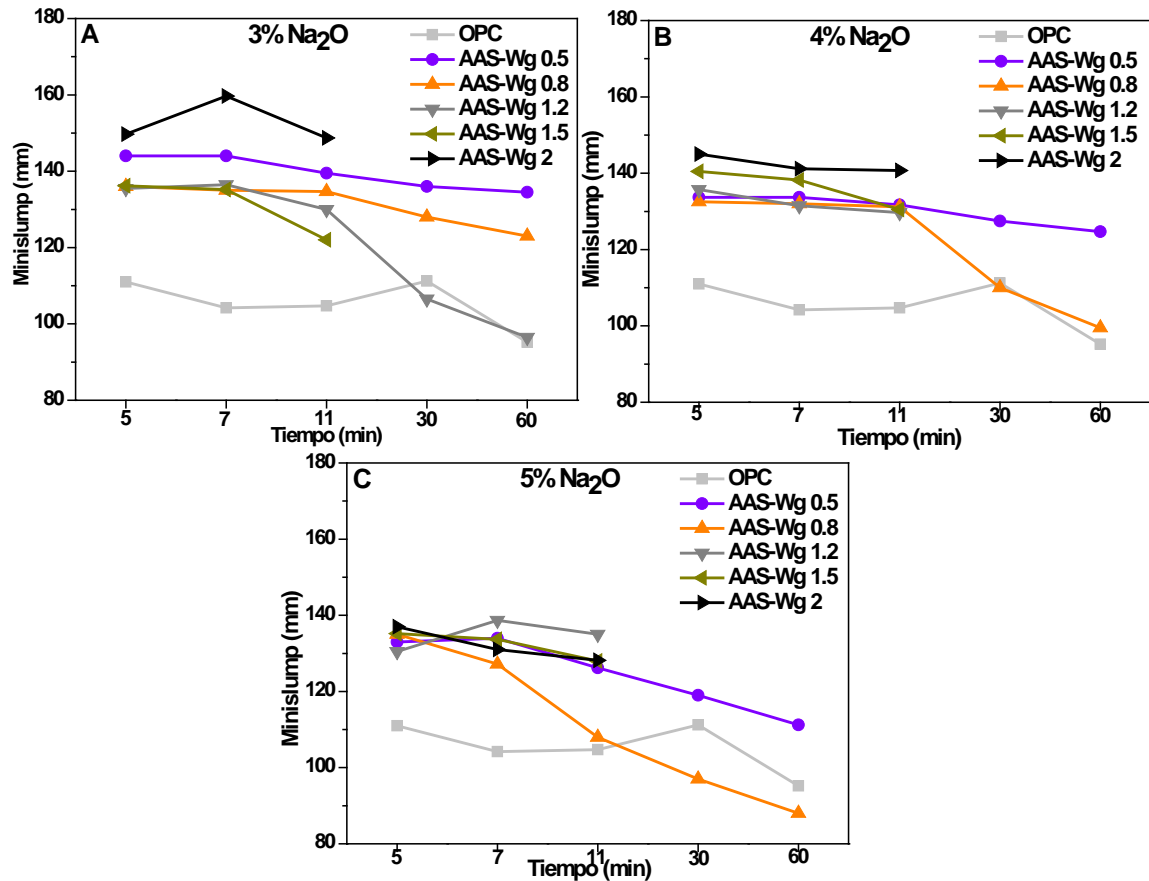 A
3% Na₂O
OPC
AAS-Wg 0.5
AAS-Wg 0.8
AAS-Wg 1.2
AAS-Wg 1.5
AAS-Wg 2
Minislump (mm)
180
160
140
120
100
80
5 7 11 30 60
Tiempo (min)
B
4% Na₂O
OPC
AAS-Wg 0.5
AAS-Wg 0.8
AAS-Wg 1.2
AAS-Wg 1.5
AAS-Wg 2
Minislump (mm)
180
160
140
120
100
80
5 7 11 30 60
Tiempo (min)
C
5% Na₂O
OPC
AAS-Wg 0.5
AAS-Wg 0.8
AAS-Wg 1.2
AAS-Wg 1.5
AAS-Wg 2
Minislump (mm)
180
160
140
120
100
80
5 7 11 30 60
Tiempo (min)